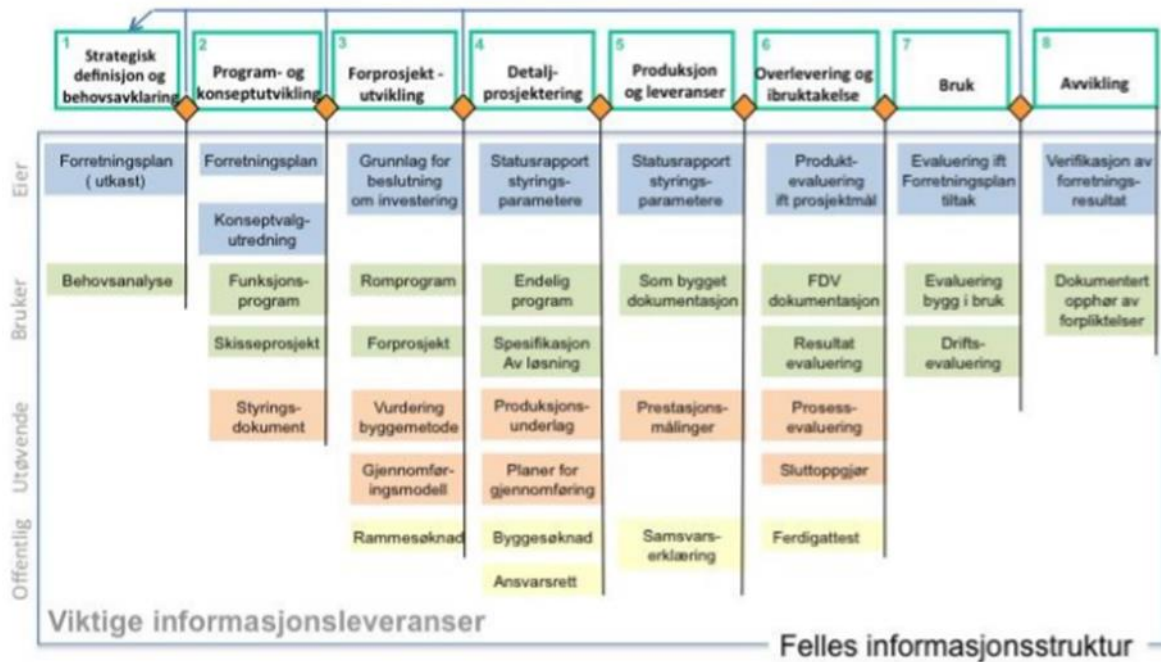 1
Strategisk
definisjon og
behovsavklaring
2
Program- og
konseptutvikling
3
Forprosjekt -
utvikling
4
Detalj-
prosjektering
5
Produksjon
og leveranser
6
Overlevering og
ibruktakelse
7
Bruk
8
Avvikling
Eier
Forretningsplan
( utkast)
Forretningsplan
Konseptvalg-
utredning
Grunnlag for
beslutning
om investering
Statusrapport
styrings-
parametere
Statusrapport
styrings-
parametere
Produkt-
evaluering
ift prosjektmål
Evaluering ift
Forretningsplan
tiltak
Verifikasjon av
forretnings-
resultat
Bruker
Behovsanalyse
Funksjons-
program
Skisseprosjekt
Romprogram
Forprosjekt
Endelig
program
Spesifikasjon
Av løsning
Som bygget
dokumentasjon
FDV
dokumentasjon
Resultat
evaluering
Evaluering
bygg i bruk
Drifts-
evaluering
Dokumentert
opphør av
forpliktelser
Utøvende
Styrings-
dokument
Vurdering
byggemetode
Gjennomfør-
ingsmodell
Produksjons-
underlag
Planer for
gjennomføring
Prestasjons-
målinger
Prosess-
evaluering
Sluttoppgjør
Offentlig
Rammesøknad
Byggesøknad
Ansvarsrett
Samsvars-
erklæring
Ferdigattest
Viktige informasjonsleveranser
Felles informasjonsstruktur